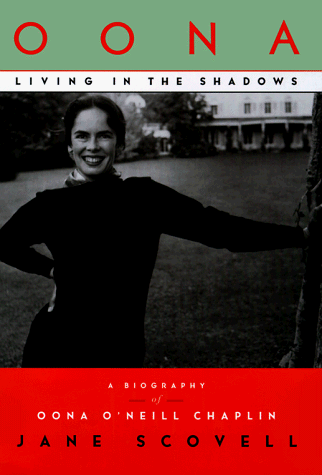 OONA
LIVING IN THE SHADOWS
A BIOGRAPHY
of
OONA O'NEILL CHAPLIN
JANE SCOVELL